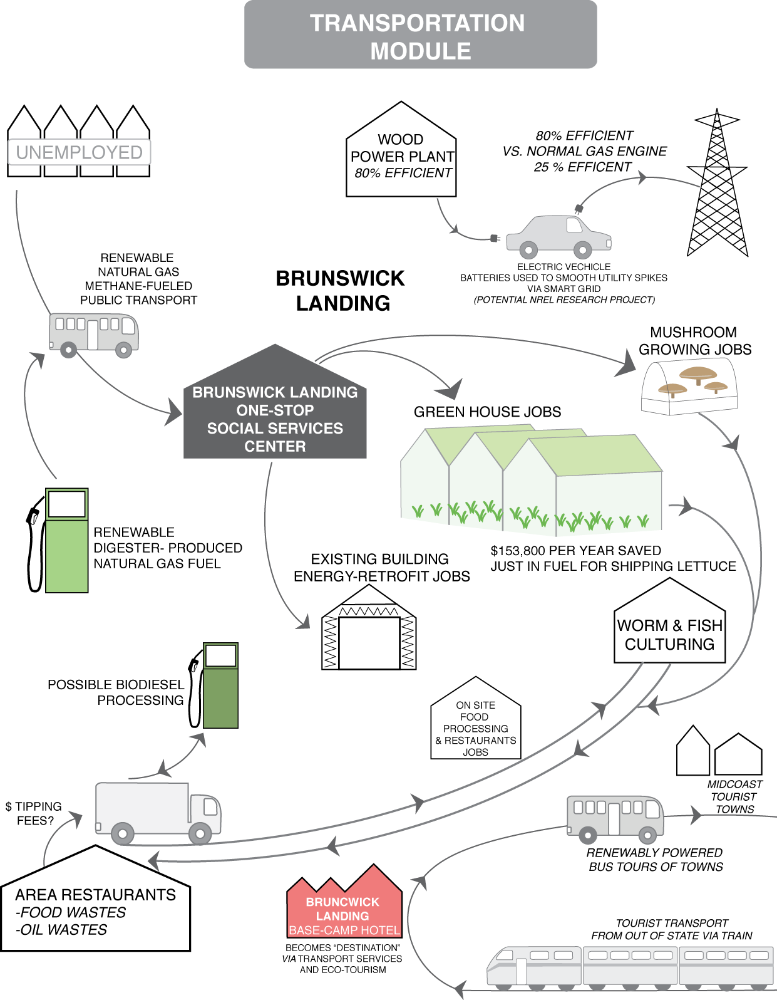 TRANSPORTATION
MODULE
UNEMPLOYED
WOOD
POWER PLANT
80% EFFICIENT
80% EFFICIENT
VS. NORMAL GAS ENGINE
25 % EFFICENT
RENEWABLE
NATURAL GAS
METHANE-FUELED
PUBLIC TRANSPORT
ELECTRIC VECHICLE
BATTERIES USED TO SMOOTH UTILITY SPIKES
VIA SMART GRID
(POTENTIAL NREL RESEARCH PROJECT)
BRUNSWICK
LANDING
MUSHROOM
GROWING JOBS
BRUNSWICK LANDING
ONE-STOP
SOCIAL SERVICES
CENTER
GREEN HOUSE JOBS
RENEWABLE
DIGESTER- PRODUCED
NATURAL GAS FUEL
EXISTING BUILDING
ENERGY-RETROFIT JOBS
$153,800 PER YEAR SAVED
JUST IN FUEL FOR SHIPPING LETTUCE
WORM & FISH
CULTURING
POSSIBLE BIODIESEL
PROCESSING
ON SITE
FOOD
PROCESSING
& RESTAURANTS
JOBS
MIDCOAST
TOURIST
TOWNS
$ TIPPING
FEES?
RENEWABLY POWERED
BUS TOURS OF TOWNS
AREA RESTAURANTS
-FOOD WASTES
-OIL WASTES
BRUNCWICK
LANDING
BASE-CAMP HOTEL
BECOMES “DESTINATION”
VIA TRANSPORT SERVICES
AND ECO-TOURISM
TOURIST TRANSPORT
FROM OUT OF STATE VIA TRAIN